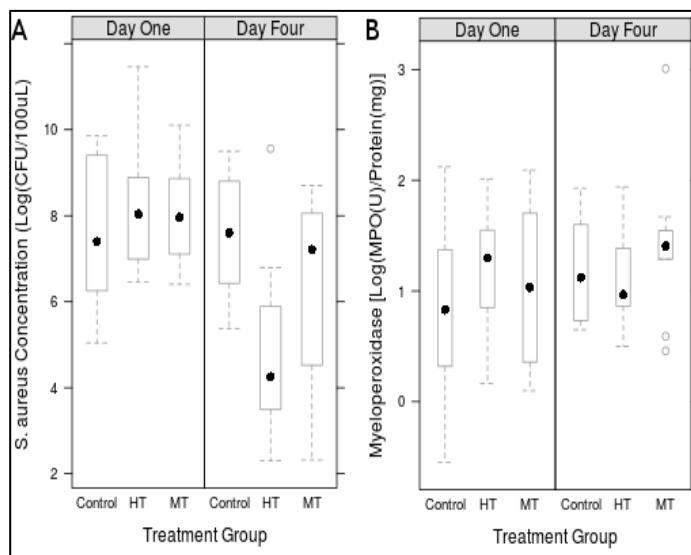 A
Day One
Day Four
S. aureus Concentration (Log(CFU/100uL)
10
8
6
4
2
Control
HT
MT
Control
HT
MT
Treatment Group
B
Day One
Day Four
Myeloperoxidase [Log(MPO(U)/Protein(mg)]
3
2
1
0
Control
HT
MT
Control
HT
MT
Treatment Group